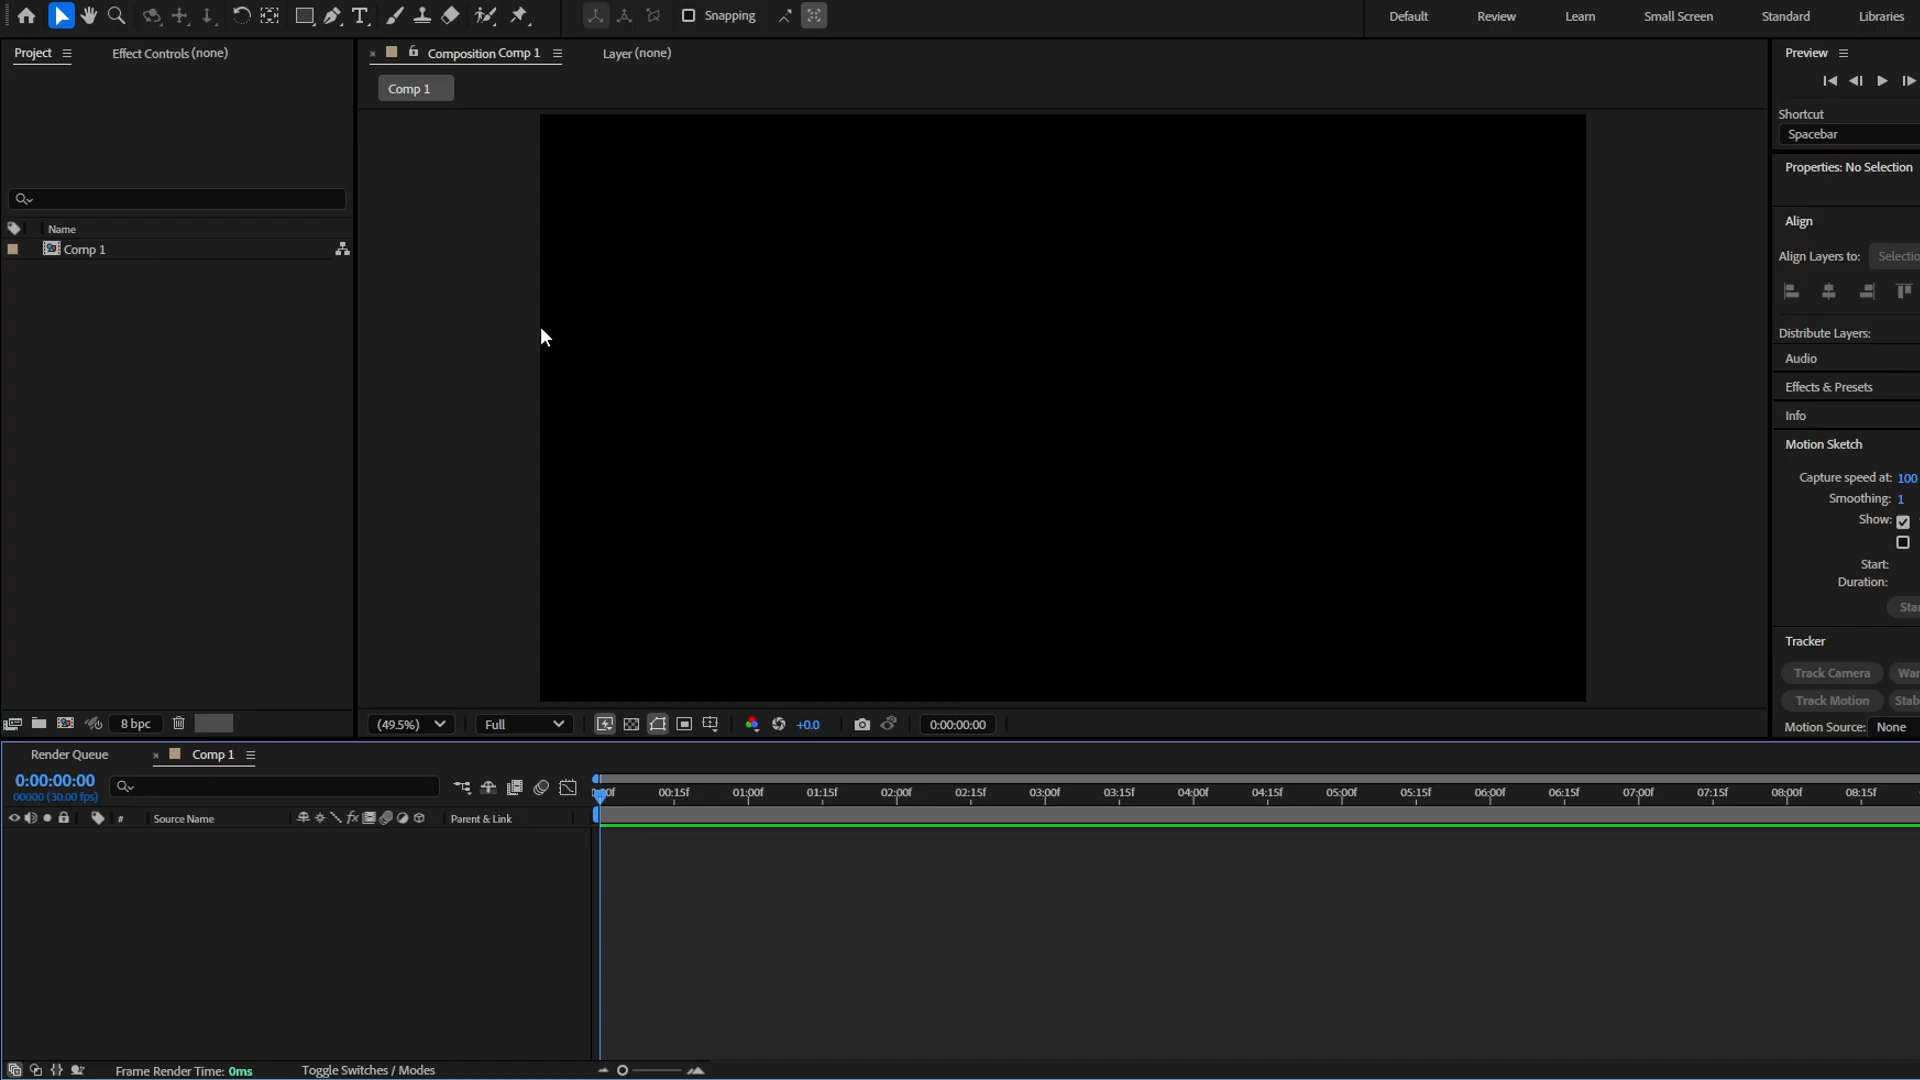 Snapping
Default
Review
Learn
Small Screen
Standard
Libraries
Project
Effect Controls (none)
Composition Comp 1
Layer (none)
Preview
Comp 1
Shortcut
Spacebar
Properties: No Selection
Name
Comp 1
Align
Align Layers to:
Selectio
Distribute Layers:
Audio
Effects & Presets
Info
Motion Sketch
Capture speed at: 100
Smoothing: 1
Show:
Start:
Duration:
Sta
Tracker
Track Camera
War
Track Motion
Stab
Motion Source: None
8 bpc
(49.5%)
Full
+0.0
0:00:00:00
Render Queue
Comp 1
0:00:00:00
00000 (30.00 fps)
00:15f 01:00f 01:15f 02:00f 02:15f 03:00f 03:15f 04:00f 04:15f 05:00f 05:15f 06:00f 06:15f 07:00f 07:15f 08:00f 08:15f
# Source Name
fx
Parent & Link
Frame Render Time: 0ms
Toggle Switches / Modes